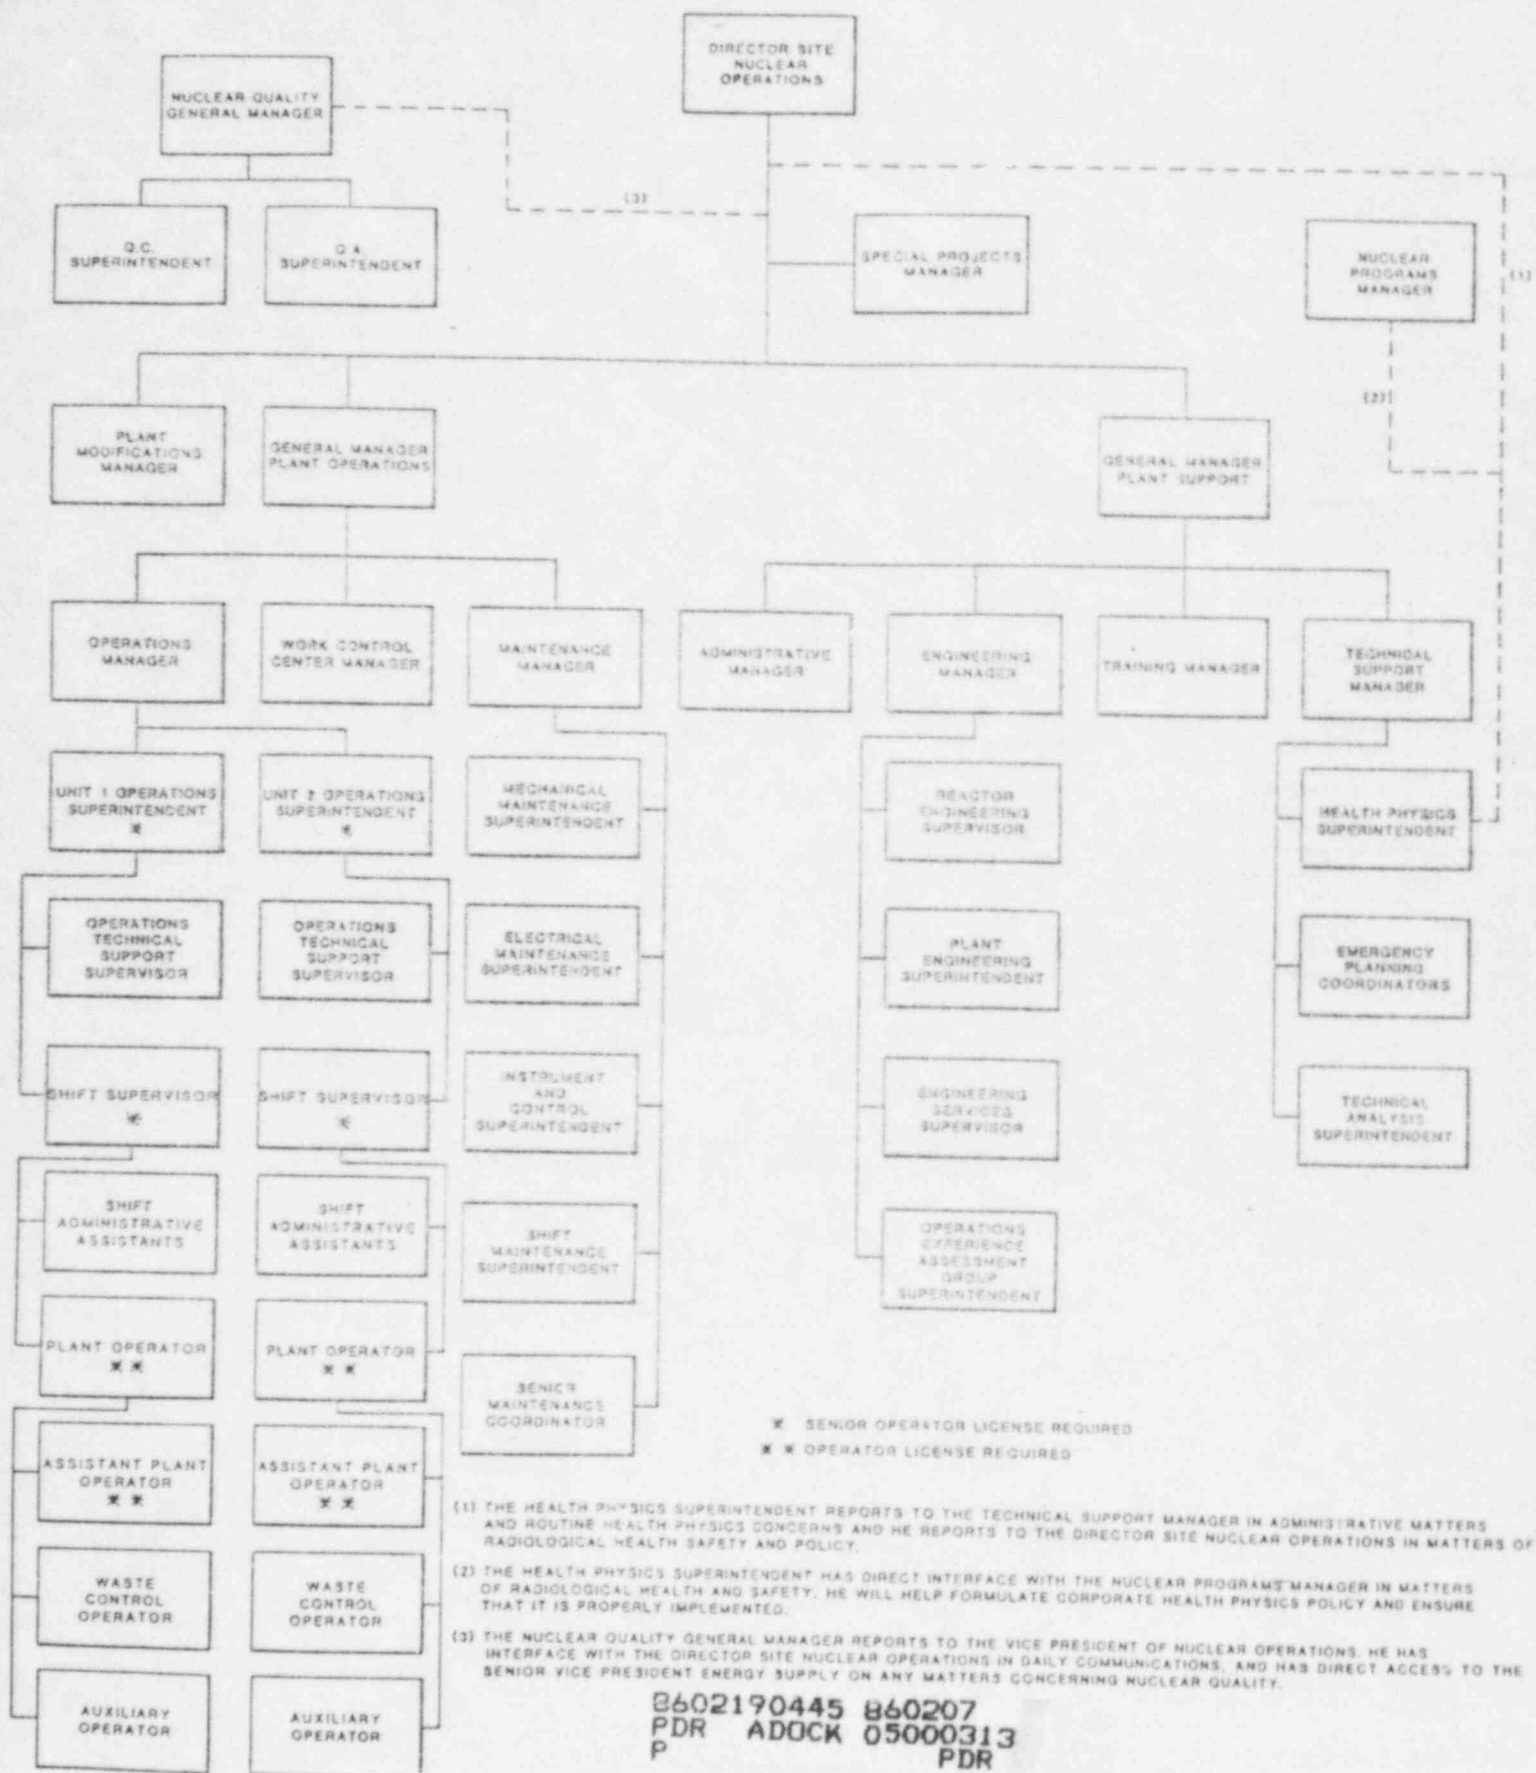 DIRECTOR SITE
NUCLEAR
OPERATIONS
NUCLEAR QUALITY
GENERAL MANAGER
(3)
Q.C.
SUPERINTENDENT
Q.A.
SUPERINTENDENT
SPECIAL PROJECTS
MANAGER
NUCLEAR
PROGRAMS
MANAGER
(1)
(2)
PLANT
MODIFICATIONS
MANAGER
GENERAL MANAGER
PLANT OPERATIONS
GENERAL MANAGER
PLANT SUPPORT
OPERATIONS
MANAGER
WORK CONTROL
CENTER MANAGER
MAINTENANCE
MANAGER
ADMINISTRATIVE
MANAGER
ENGINEERING
MANAGER
TRAINING MANAGER
TECHNICAL
SUPPORT
MANAGER
UNIT 1 OPERATIONS
SUPERINTENDENT
*
UNIT 2 OPERATIONS
SUPERINTENDENT
*
MECHAIRCAL
MAINTENANCE
SUPERINTENDENT
REACTOR
ENGINEERING
SUPERVISOR
HEALTH PHYSICS
SUPERINTENDENT
OPERATIONS
TECHNICAL
SUPPORT
SUPERVISOR
OPERATIONS
TECHNICAL
SUPPORT
SUPERVISOR
ELECTRICAL
MAINTENANCE
SUPERINTENDENT
PLANT
ENGINEERING
SUPERINTENDENT
EMERGENCY
PLANNING
COORDINATORS
SHIFT SUPERVISOR
*
SHIFT SUPERVISOR
*
INSTRUMENT
AND
CONTROL
SUPERINTENDENT
ENGINEERING
SERVICES
SUPERVISOR
TECHNICAL
ANALYSIS
SUPERINTENDENT
SHIFT
ADMINISTRATIVE
ASSISTANTS
SHIFT
ADMINISTRATIVE
ASSISTANTS
SHIFT
MAINTENANCE
SUPERINTENDENT
OPERATIONS
EXPERIENCE
ASSESSMENT
GROUP
SUPERINTENDENT
PLANT OPERATOR
* *
PLANT OPERATOR
* *
SENIOR
MAINTENANCE
COORDINATOR
ASSISTANT PLANT
OPERATOR
* *
ASSISTANT PLANT
OPERATOR
* *
WASTE
CONTROL
OPERATOR
WASTE
CONTROL
OPERATOR
AUXILIARY
OPERATOR
AUXILIARY
OPERATOR
* SENIOR OPERATOR LICENSE REQUIRED
* * OPERATOR LICENSE REQUIRED
(1) THE HEALTH PHYSICS SUPERINTENDENT REPORTS TO THE TECHNICAL SUPPORT MANAGER IN ADMINISTRATIVE MATTERS
AND ROUTINE HEALTH PHYSICS CONCERNS AND HE REPORTS TO THE DIRECTOR SITE NUCLEAR OPERATIONS IN MATTERS OF
RADIOLOGICAL HEALTH SAFETY AND POLICY.
(2) THE HEALTH PHYSICS SUPERINTENDENT HAS DIRECT INTERFACE WITH THE NUCLEAR PROGRAMS MANAGER IN MATTERS
OF RADIOLOGICAL HEALTH AND SAFETY. HE WILL HELP FORMULATE CORPORATE HEALTH PHYSICS POLICY AND ENSURE
THAT IT IS PROPERLY IMPLEMENTED.
(3) THE NUCLEAR QUALITY GENERAL MANAGER REPORTS TO THE VICE PRESIDENT OF NUCLEAR OPERATIONS. HE HAS
INTERFACE WITH THE DIRECTOR SITE NUCLEAR OPERATIONS IN DAILY COMMUNICATIONS, AND HAS DIRECT ACCESS TO THE
SENIOR VICE PRESIDENT ENERGY SUPPLY ON ANY MATTERS CONCERNING NUCLEAR QUALITY.
8602190445 860207
PDR ADOCK 05000313
P PDR